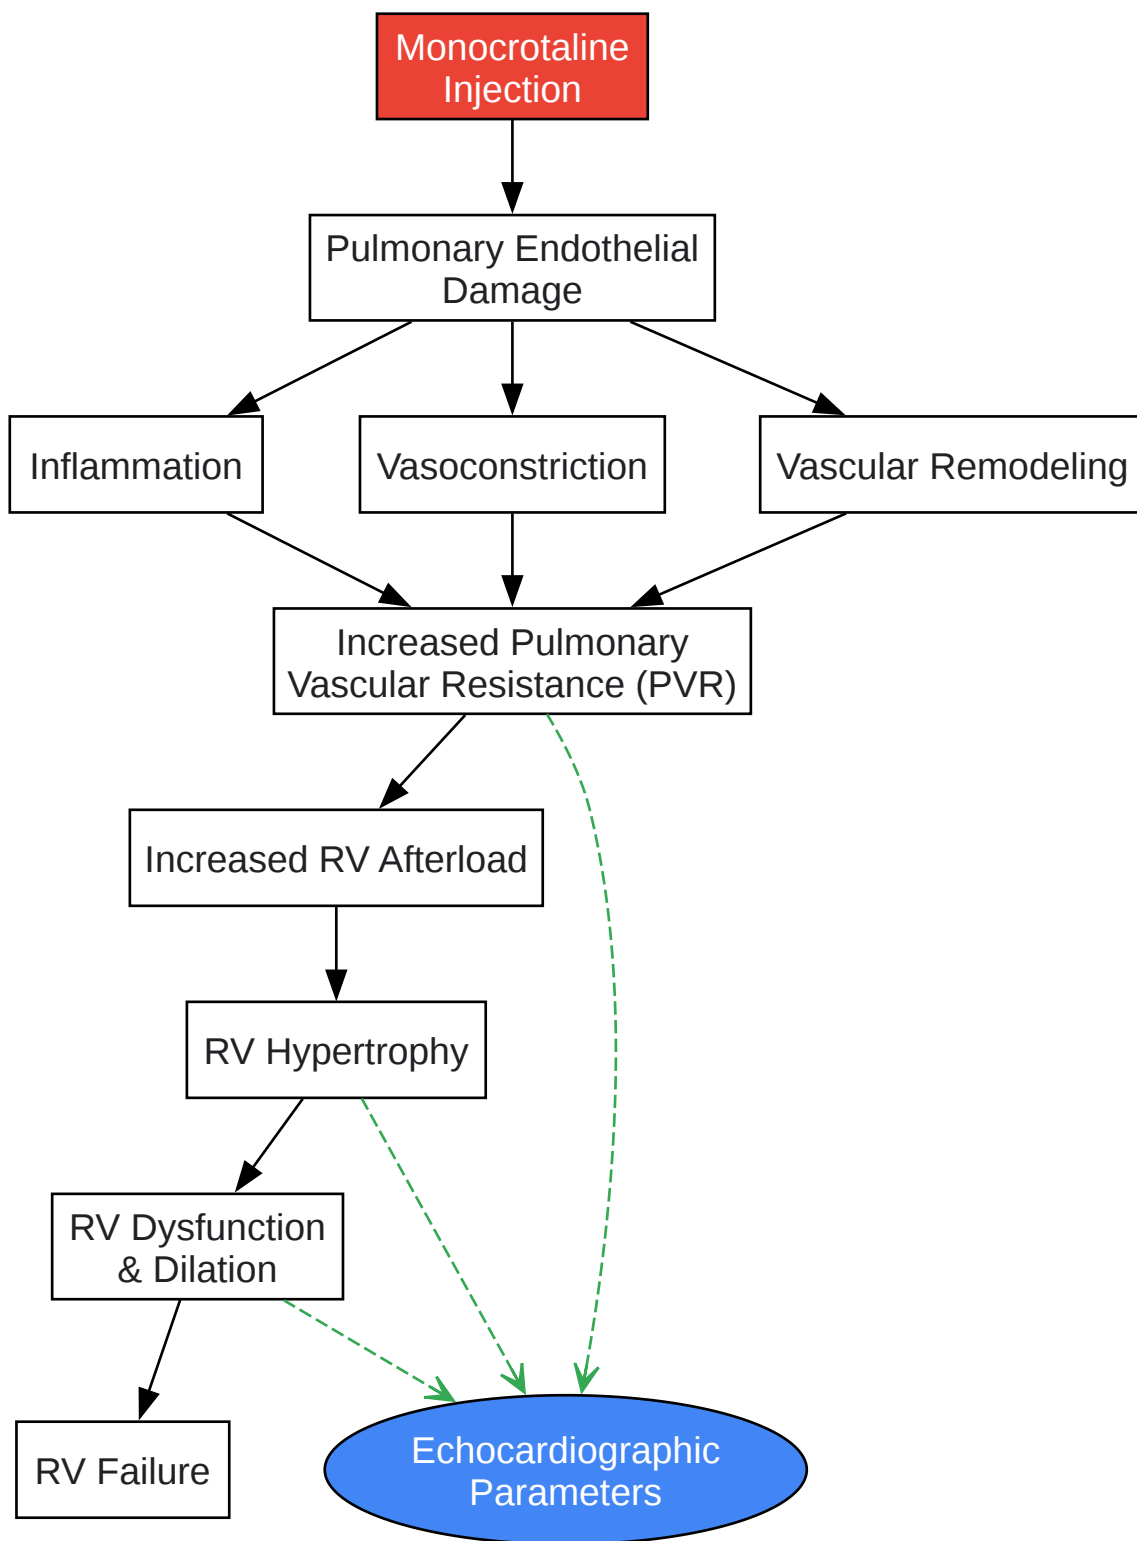 Monocrotaline
Injection
Pulmonary Endothelial
Damage
Inflammation
Vasoconstriction
Vascular Remodeling
Increased Pulmonary
Vascular Resistance (PVR)
Increased RV Afterload
RV Hypertrophy
RV Dysfunction
& Dilation
RV Failure
Echocardiographic
Parameters